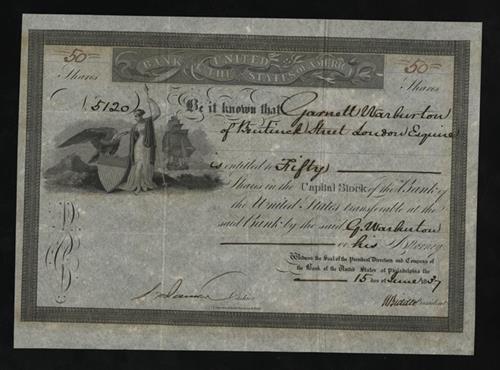 50 50
Shares Shares
BANK OF THE UNITED STATES OF AMERICA
(5120) Be it known that Garnett Warburton
of Bentinck Street London Esquire
is entitled to Fifty
Shares in the Capital Stock of the Bank of
the United States transferable at the
said Bank by the said G. Warburton
or his Attorney
Witness the Seal of the President Directors and Company of
the Bank of the United States at Philadelphia the
15 day of June 1837
Cashier
N Biddle President